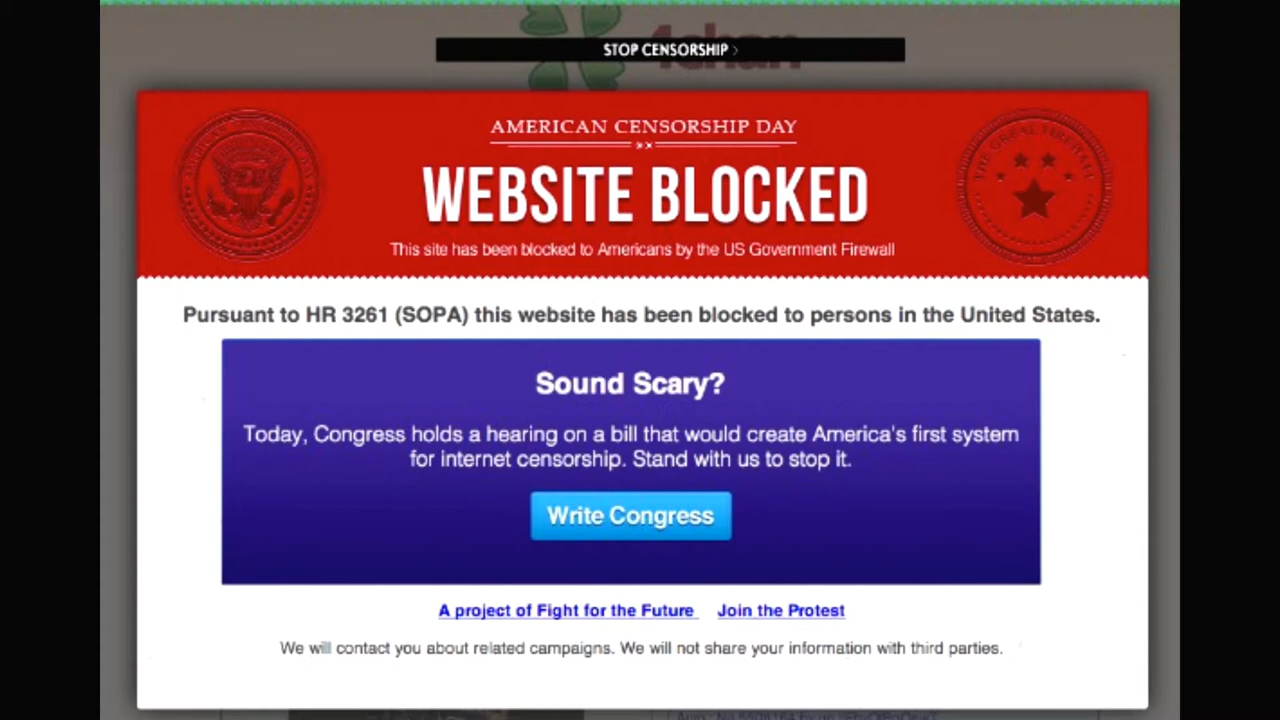 STOP CENSORSHIP >
4chan
AMERICAN CENSORSHIP DAY
WEBSITE BLOCKED
This site has been blocked to Americans by the US Government Firewall
THE GREAT FIREWALL
Pursuant to HR 3261 (SOPA) this website has been blocked to persons in the United States.
Sound Scary?
Today, Congress holds a hearing on a bill that would create America's first system
for internet censorship. Stand with us to stop it.
Write Congress
A project of Fight for the Future Join the Protest
We will contact you about related campaigns. We will not share your information with third parties.